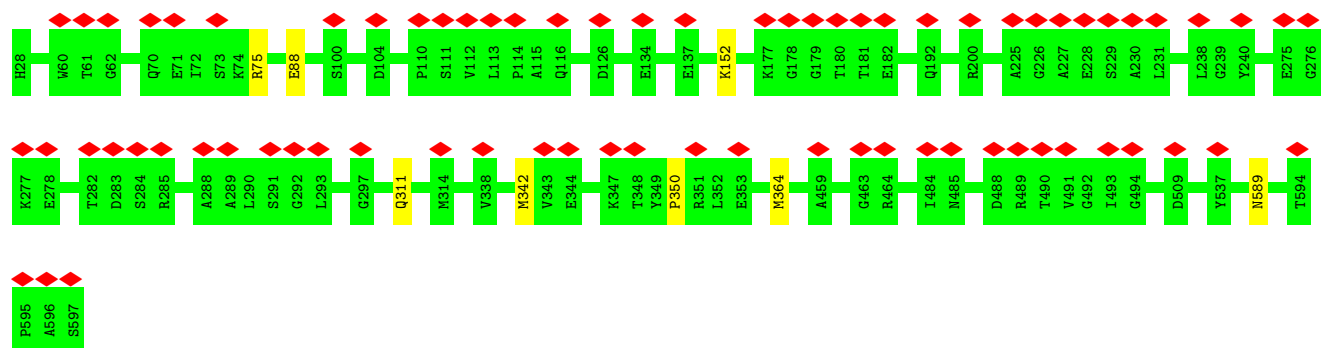 H28 W60 T61 G62 Q70 E71 I72 S73 K74 R75 E88 S100 D104 P110 S111 V112 L113 P114 A115 Q116 D126 E134 E137 K152 K177 G178 G179 T180 T181 E182 Q192 R200 A225 G226 A227 E228 S229 A230 L231 L238 G239 Y240 E275 G276
K277 E278 T282 D283 S284 R285 A288 A289 L290 S291 G292 L293 G297 Q311 M314 V338 M342 V343 E344 K347 T348 Y349 P350 R351 L352 E353 M364 A459 G463 R464 I484 N485 D488 R489 T490 V491 G492 I493 G494 D509 Y537 N589 T594
P595 A596 S597